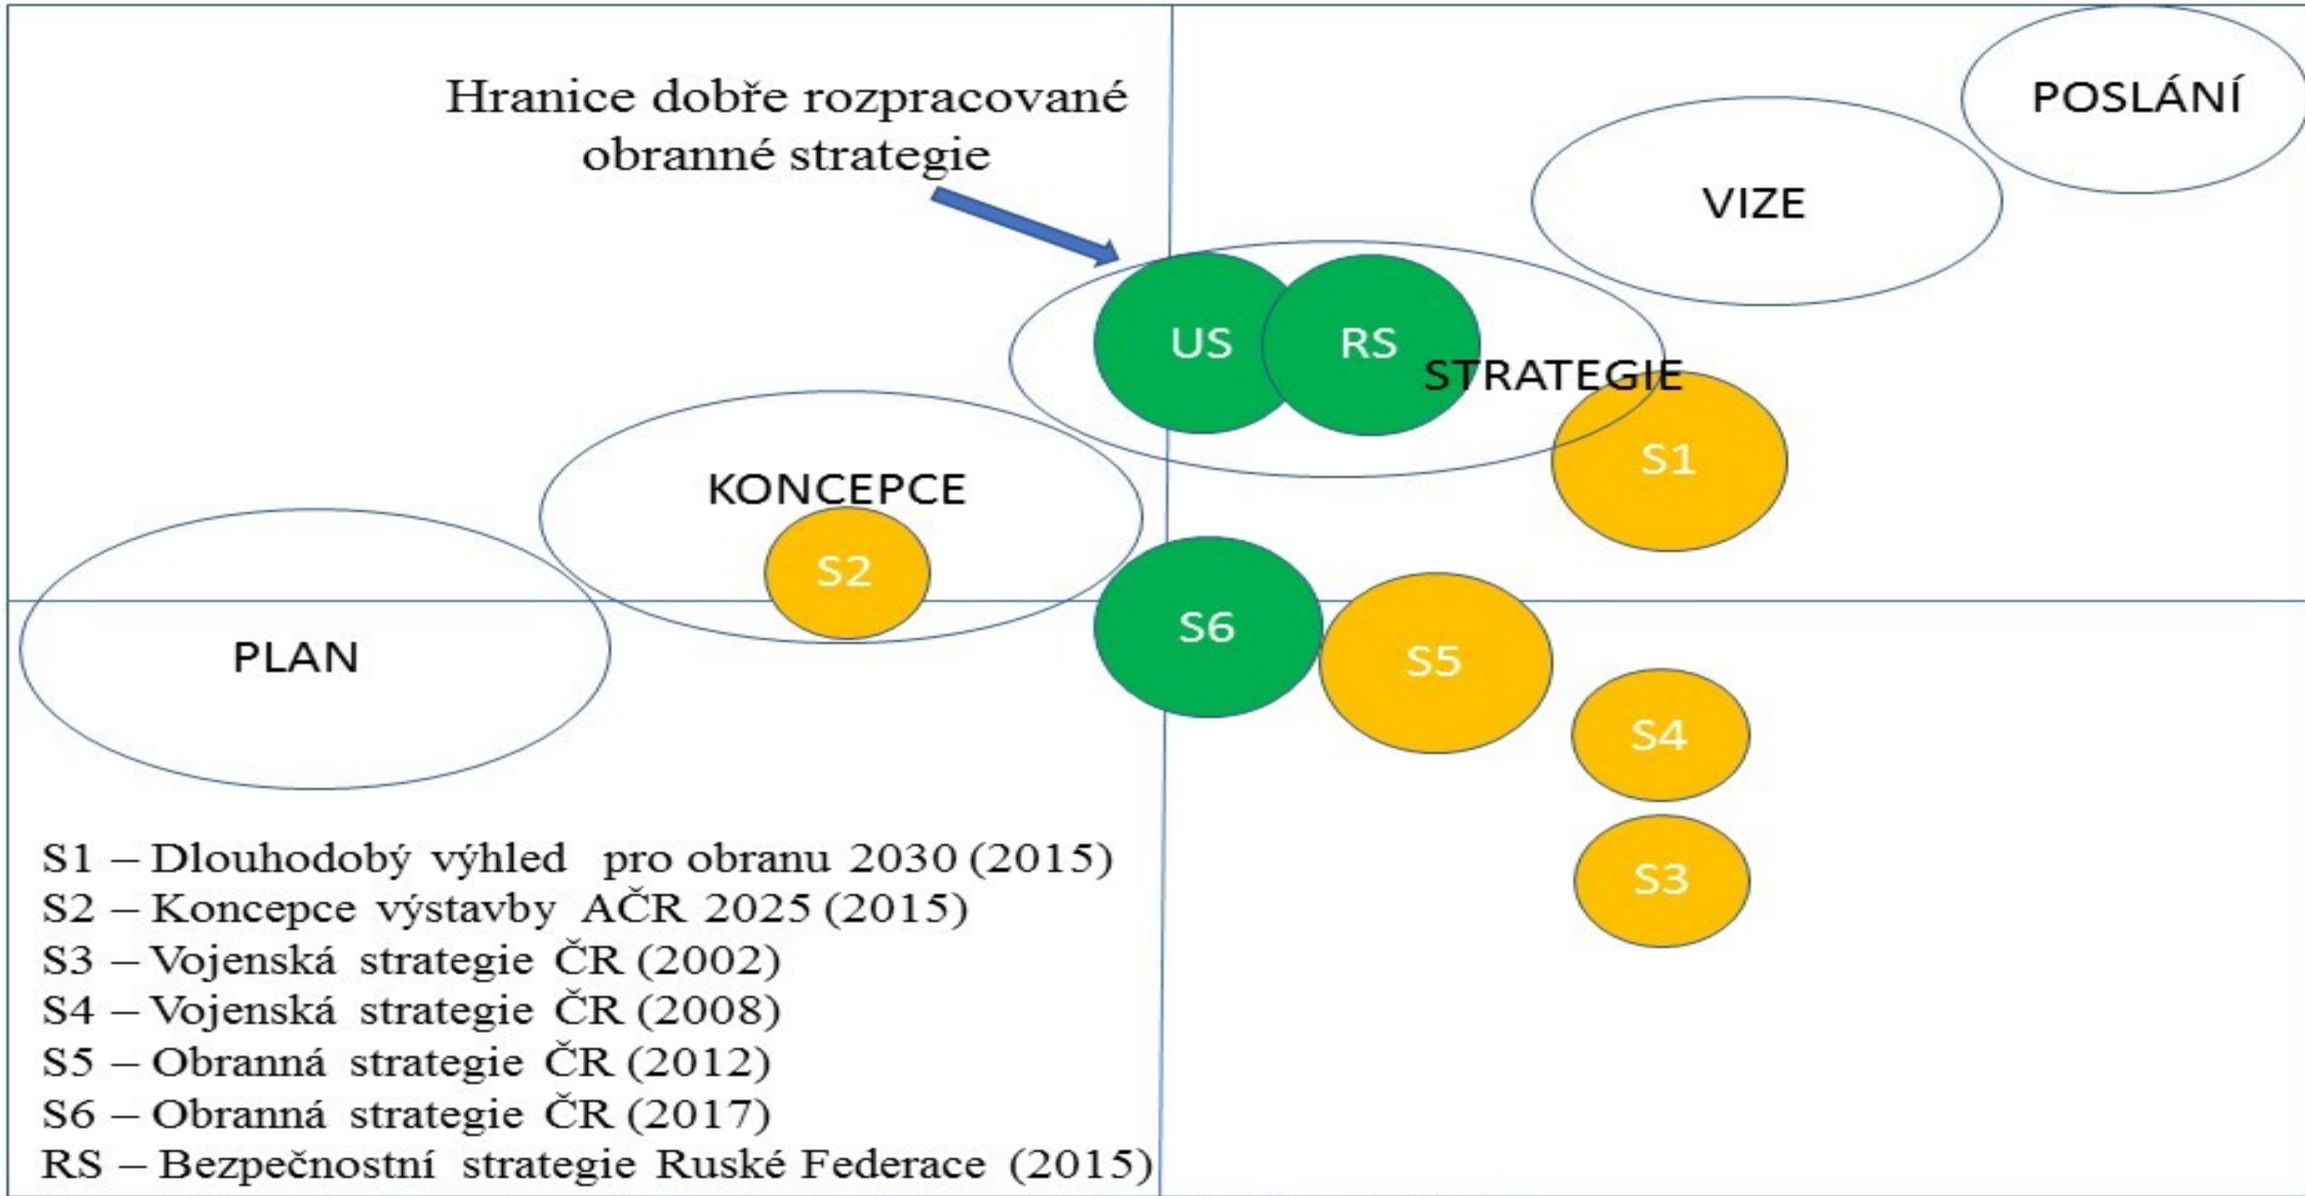 Hranice dobře rozpracované
obranné strategie
POSLÁNÍ
VIZE
US
RS
STRATEGIE
S1
KONCEPCE
S2
S6
S5
PLAN
S4
S3
S1 – Dlouhodobý výhled pro obranu 2030 (2015)
S2 – Koncepce výstavby AČR 2025 (2015)
S3 – Vojenská strategie ČR (2002)
S4 – Vojenská strategie ČR (2008)
S5 – Obranná strategie ČR (2012)
S6 – Obranná strategie ČR (2017)
RS – Bezpečnostní strategie Ruské Federace (2015)